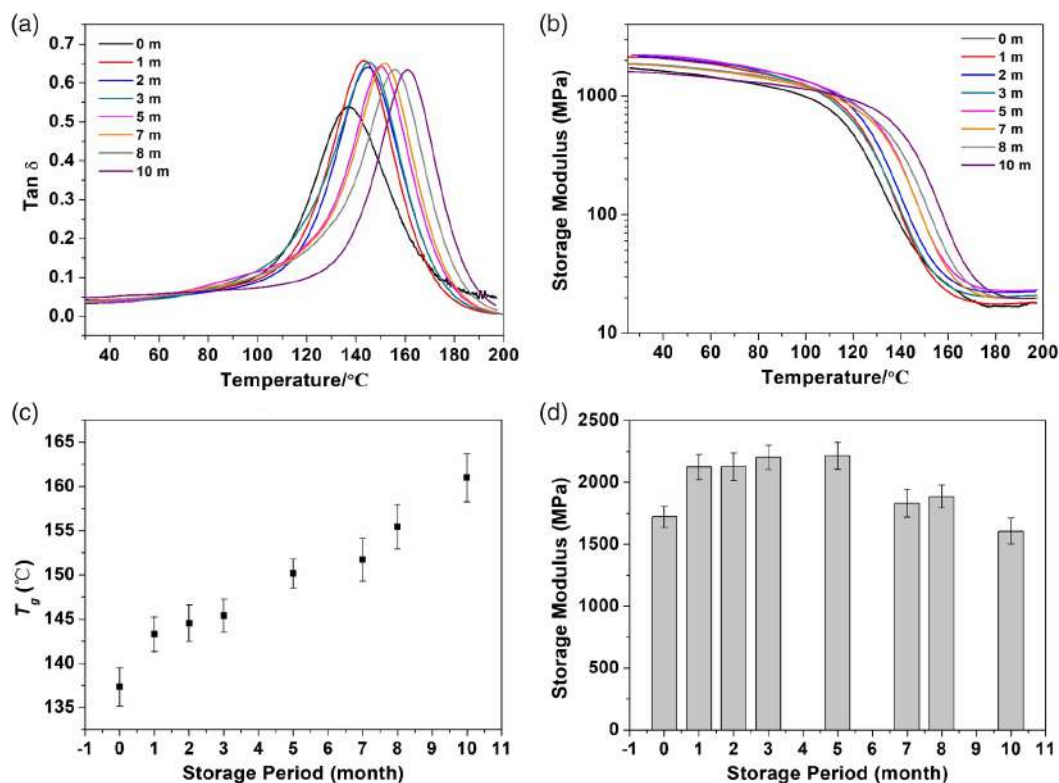 (a)
0.7
0.6
0.5
0.4
0.3
0.2
0.1
0.0
Tan δ
0 m
1 m
2 m
3 m
5 m
7 m
8 m
10 m
40 60 80 100 120 140 160 180 200
Temperature/°C
(b)
1000
100
10
Storage Modulus (MPa)
0 m
1 m
2 m
3 m
5 m
7 m
8 m
10 m
20 40 60 80 100 120 140 160 180 200
Temperature/°C
(c)
165
160
155
150
145
140
135
Tg (℃)
-1 0 1 2 3 4 5 6 7 8 9 10 11
Storage Period (month)
(d)
2500
2000
1500
1000
500
0
Storage Modulus (MPa)
-1 0 1 2 3 4 5 6 7 8 9 10 11
Storage Period (month)